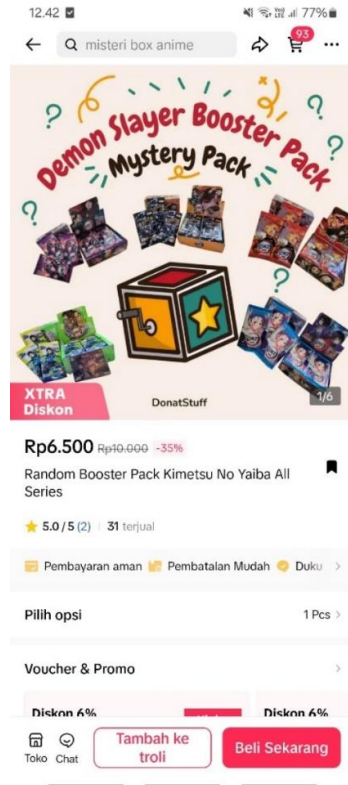 12.42
77%
misteri box anime
93
Demon Slayer Booster Pack
Mystery Pack
XTRA
Diskon
DonatStuff
1/6
Rp6.500 Rp10.000 -35%
Random Booster Pack Kimetsu No Yaiba All
Series
5.0 / 5 (2) 31 terjual
Pembayaran aman Pembatalan Mudah Duku
Pilih opsi
1 Pcs
Voucher & Promo
Diskon 6%
Diskon 6%
Toko
Chat
Tambah ke
troli
Beli Sekarang